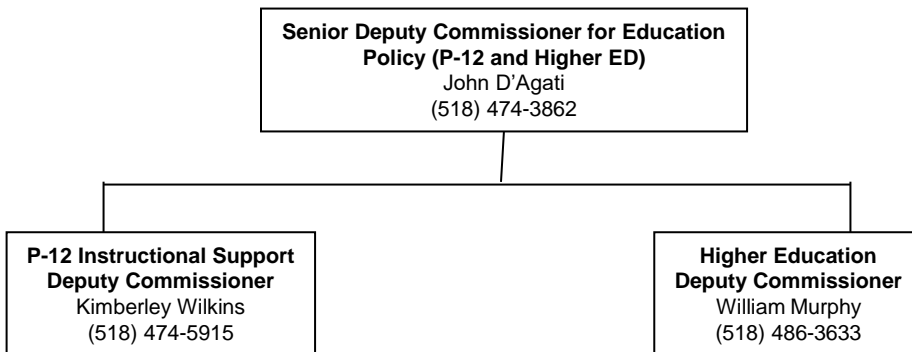 Senior Deputy Commissioner for Education
Policy (P-12 and Higher ED)
John D’Agati
(518) 474-3862
P-12 Instructional Support
Deputy Commissioner
Kimberley Wilkins
(518) 474-5915
Higher Education
Deputy Commissioner
William Murphy
(518) 486-3633